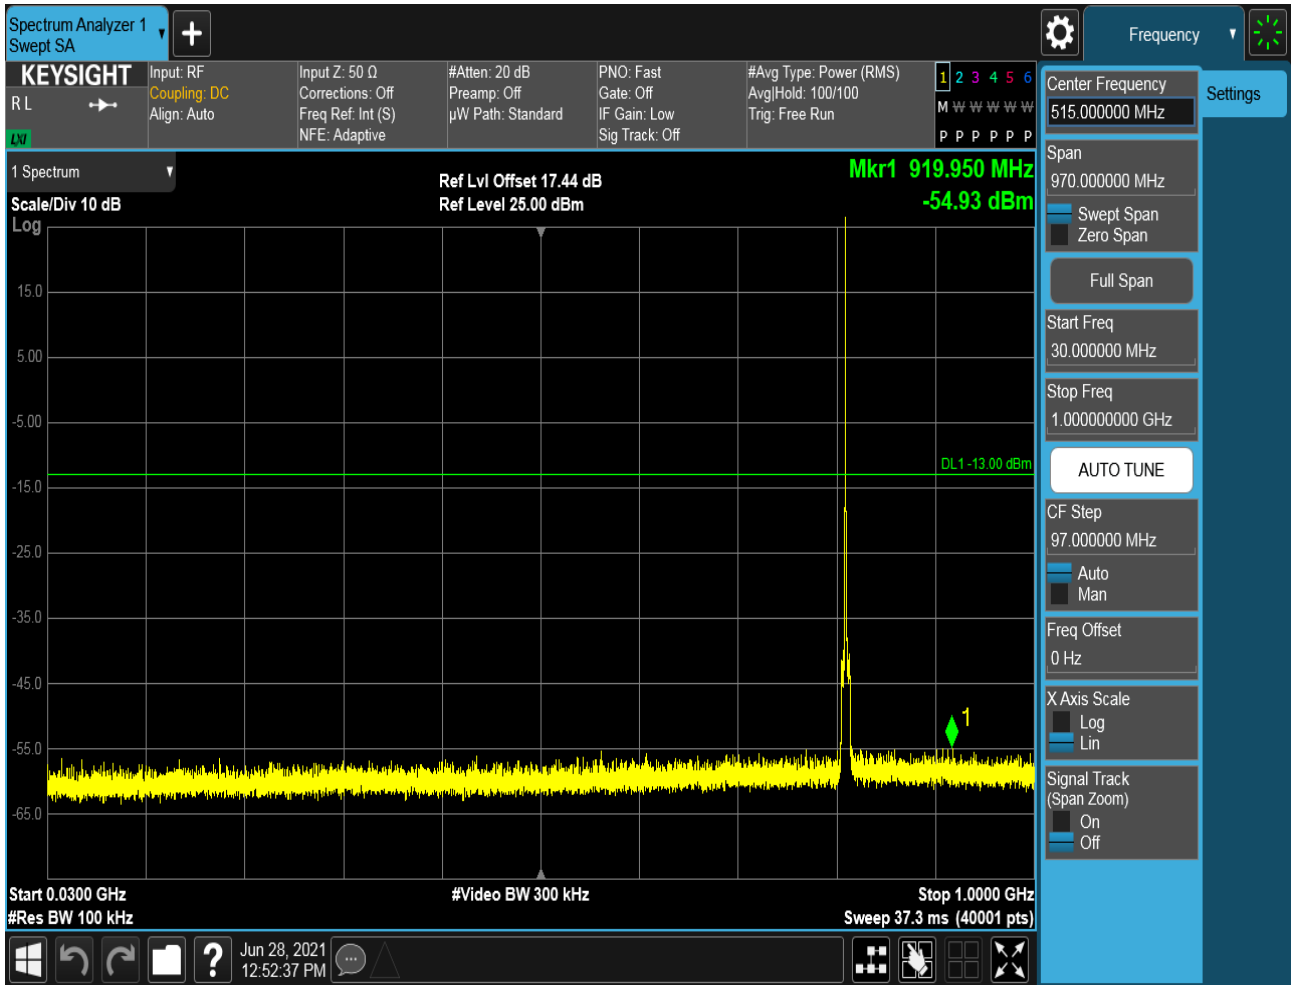 Spectrum Analyzer 1
Swept SA
Frequency
KEYSIGHT
R L
LXI
Input: RF
Coupling: DC
Align: Auto
Input Z: 50 Ω
Corrections: Off
Freq Ref: Int (S)
NFE: Adaptive
#Atten: 20 dB
Preamp: Off
µW Path: Standard
PNO: Fast
Gate: Off
IF Gain: Low
Sig Track: Off
#Avg Type: Power (RMS)
Avg|Hold: 100/100
Trig: Free Run
1 2 3 4 5 6
M W W W W W
P P P P P P
1 Spectrum
Scale/Div 10 dB
Log
Ref Lvl Offset 17.44 dB
Ref Level 25.00 dBm
Mkr1 919.950 MHz
-54.93 dBm
15.0
5.00
-5.00
DL1 -13.00 dBm
-15.0
-25.0
-35.0
-45.0
1
-55.0
-65.0
Start 0.0300 GHz
#Res BW 100 kHz
#Video BW 300 kHz
Stop 1.0000 GHz
Sweep 37.3 ms (40001 pts)
Center Frequency
515.000000 MHz
Settings
Span
970.000000 MHz
Swept Span
Zero Span
Full Span
Start Freq
30.000000 MHz
Stop Freq
1.000000000 GHz
AUTO TUNE
CF Step
97.000000 MHz
Auto
Man
Freq Offset
0 Hz
X Axis Scale
Log
Lin
Signal Track
(Span Zoom)
On
Off
?
Jun 28, 2021
12:52:37 PM